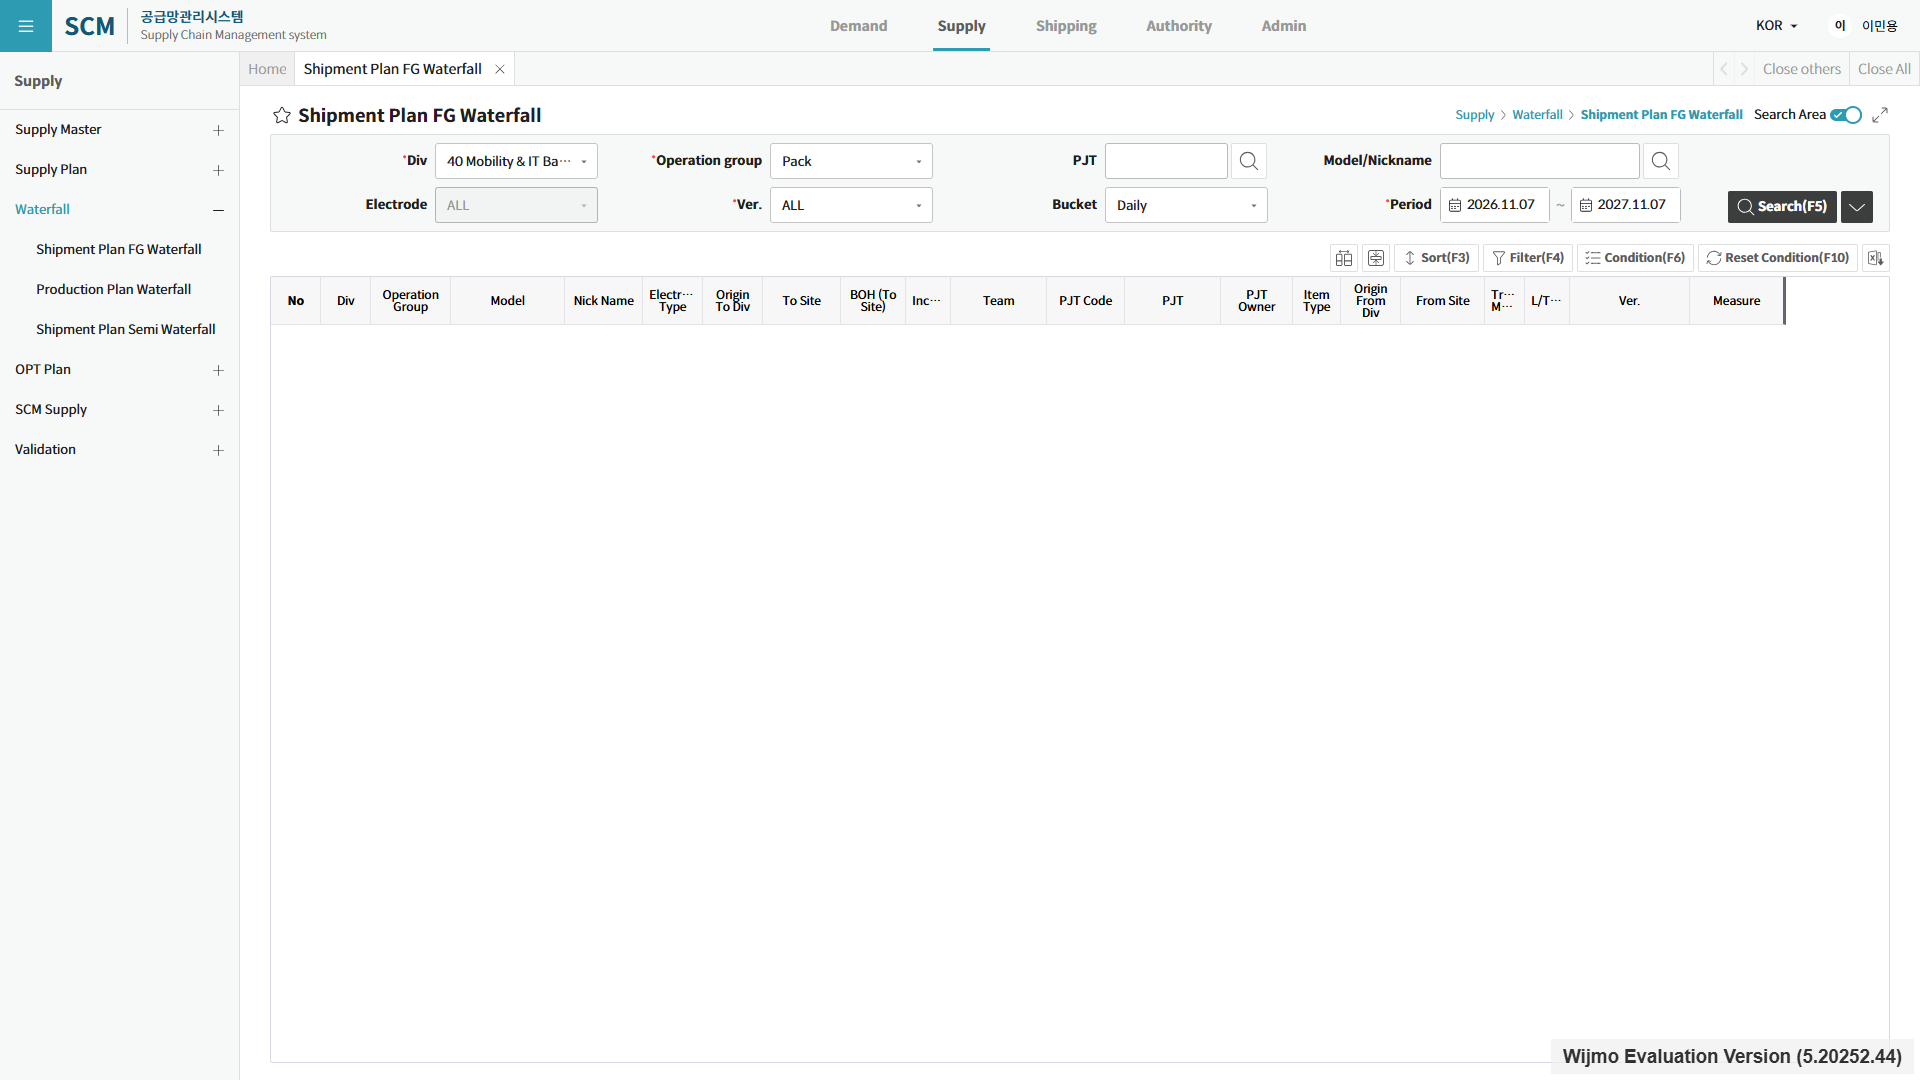 SCM
공급망관리시스템
Supply Chain Management system
Demand
Supply
Shipping
Authority
Admin
KOR
이
이민용
Supply
Home
Shipment Plan FG Waterfall
Close others
Close All
Supply Master
Supply Plan
Waterfall
Shipment Plan FG Waterfall
Production Plan Waterfall
Shipment Plan Semi Waterfall
OPT Plan
SCM Supply
Validation
Shipment Plan FG Waterfall
Supply > Waterfall > Shipment Plan FG Waterfall
Search Area
*Div
40 Mobility & IT Ba···
*Operation group
Pack
PJT
Model/Nickname
Electrode
ALL
*Ver.
ALL
Bucket
Daily
*Period
2026.11.07
~
2027.11.07
Search(F5)
Sort(F3)
Filter(F4)
Condition(F6)
Reset Condition(F10)
No
Div
Operation
Group
Model
Nick Name
Electr···
Type
Origin
To Div
To Site
BOH (To
Site)
Inc···
Team
PJT Code
PJT
PJT
Owner
Item
Type
Origin
From
Div
From Site
Tr···
M···
L/T···
Ver.
Measure
Wijmo Evaluation Version (5.20252.44)